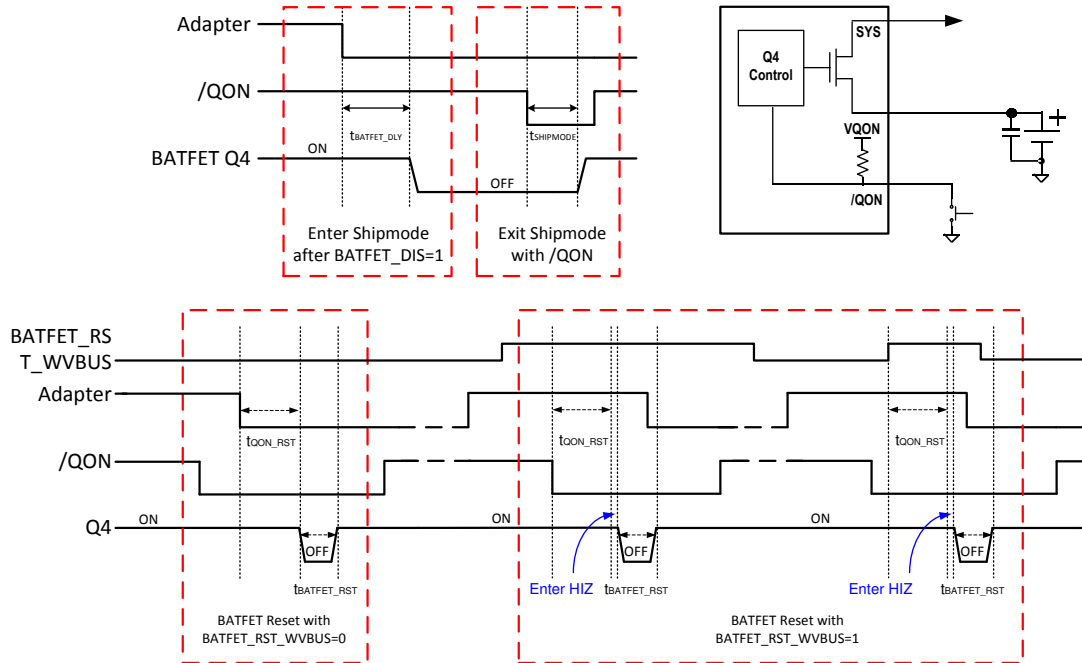 Adapter
/QON
BATFET Q4
ON
tBATFET_DLY
OFF
tSHIPMODE
Enter Shipmode
after BATFET_DIS=1
Exit Shipmode
with /QON
SYS
Q4
Control
VQON
/QON
+
BATFET_RS
T_WVBUS
Adapter
/QON
Q4
tQON_RST
tQON_RST
tQON_RST
ON
OFF
ON
OFF
ON
OFF
tBATFET_RST
Enter HIZ
tBATFET_RST
Enter HIZ
tBATFET_RST
BATFET Reset with
BATFET_RST_WVBUS=0
BATFET Reset with
BATFET_RST_WVBUS=1